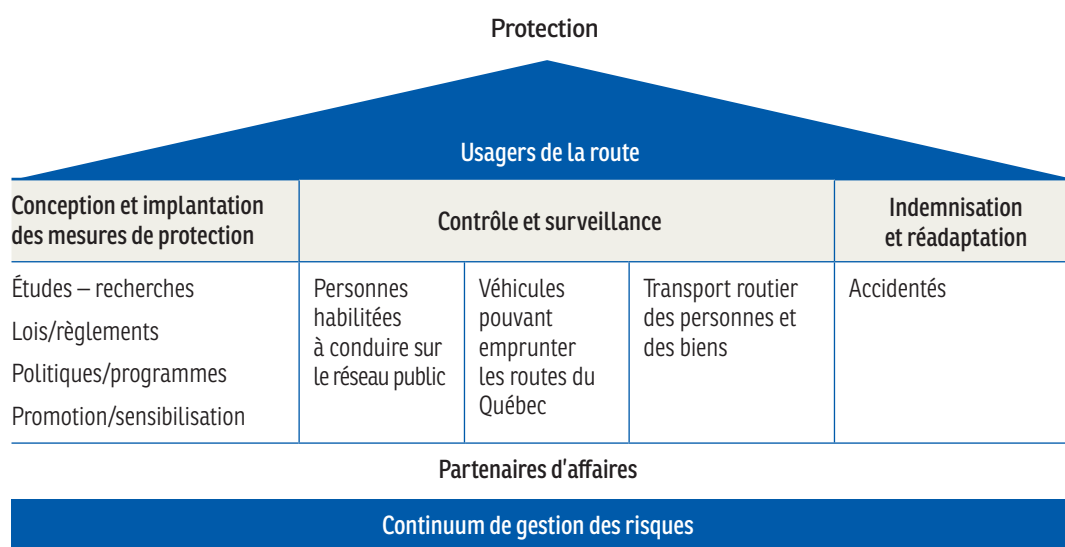 Protection
Usagers de la route
Conception et implantation
des mesures de protection
Contrôle et surveillance
Indemnisation
et réadaptation
Études – recherches
Lois/règlements
Politiques/programmes
Promotion/sensibilisation
Personnes
habilitées
à conduire sur
le réseau public
Véhicules
pouvant
emprunter
les routes du
Québec
Transport routier
des personnes et
des biens
Accidentés
Partenaires d'affaires
Continuum de gestion des risques